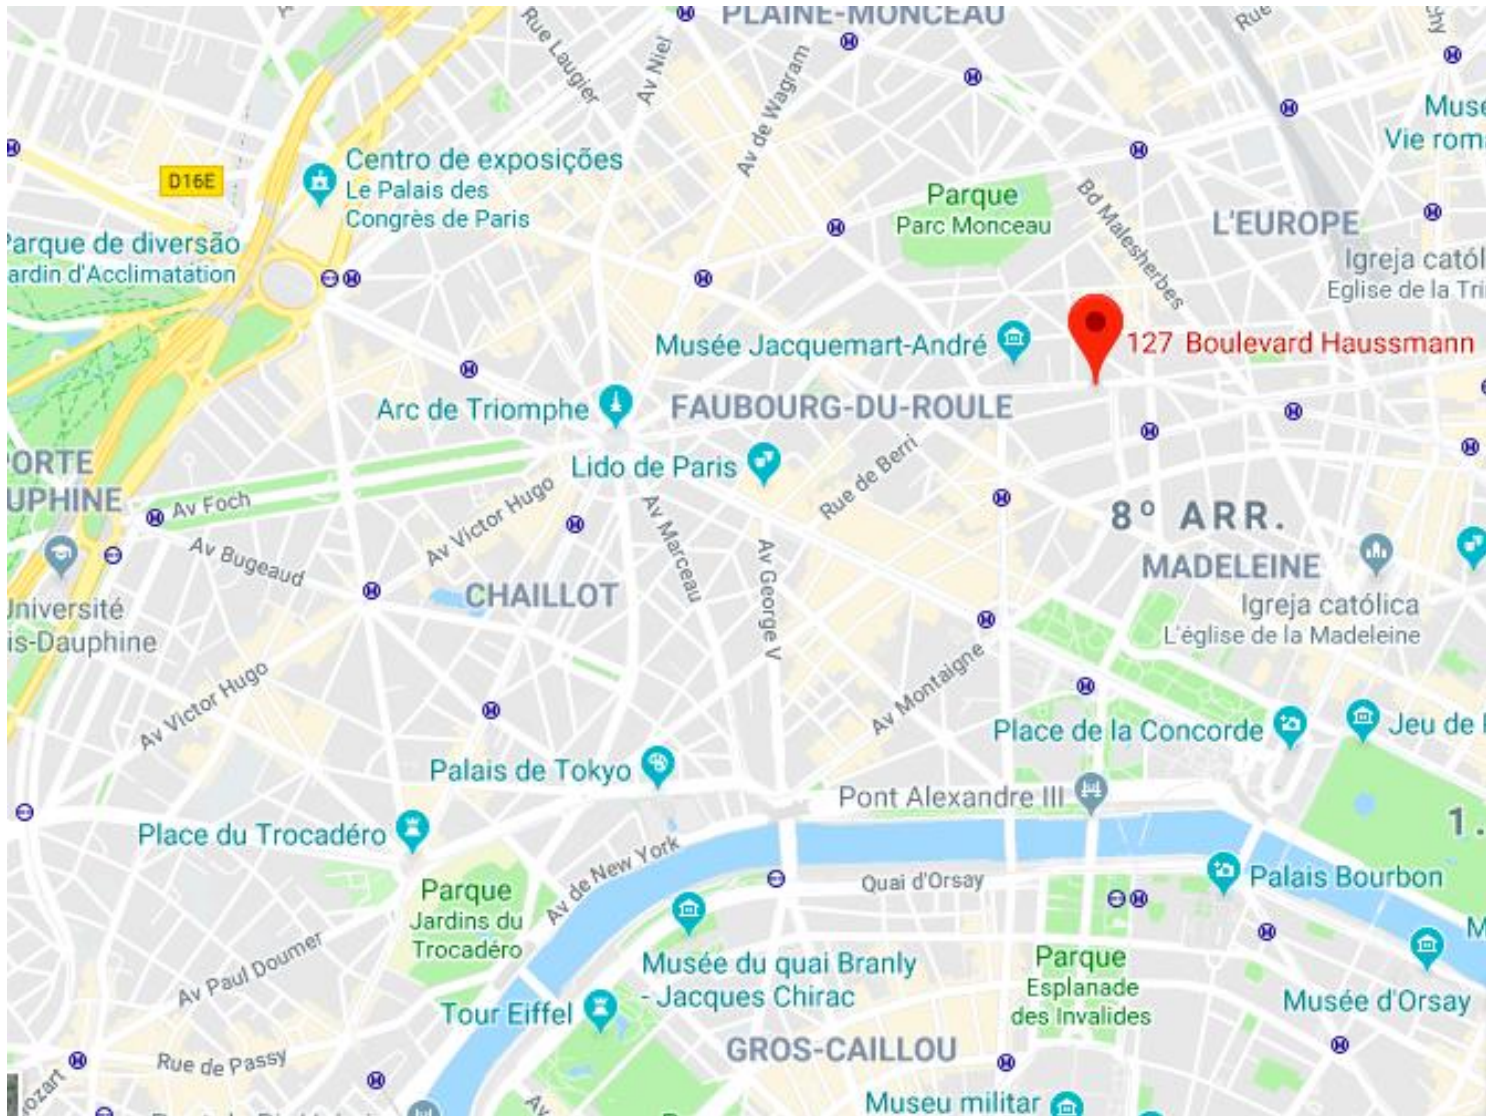 PLAINE-MONCEAU
Rue Laugier
Av Niel
Av de Wagram
Rue
Musé
Vie rom
Centro de exposições
Le Palais des
Congrès de Paris
D16E
Parque
Parc Monceau
Bd Malesherbes
L'EUROPE
Parque de diversão
ardin d'Acclimatation
Igreja catól
Eglise de la Tri
Musée Jacquemart-André
127 Boulevard Haussmann
Arc de Triomphe
FAUBOURG-DU-ROULE
Lido de Paris
Rue de Berri
ORTE
UPHINE
Av Foch
Av Victor Hugo
Av Marceau
Av George V
8º ARR.
MADELEINE
Av Bugeaud
CHAILLOT
Igreja católica
L'église de la Madeleine
Université
is-Dauphine
Av Victor Hugo
Av Montaigne
Place de la Concorde
Jeu de
Palais de Tokyo
Pont Alexandre III
Place du Trocadéro
1.
Av de New York
Quai d'Orsay
Palais Bourbon
Parque
Jardins du
Trocadéro
Av Paul Doumer
Musée du quai Branly
- Jacques Chirac
Parque
Esplanade
des Invalides
M
Musée d'Orsay
Tour Eiffel
GROS-CAILLOU
Rue de Passy
ozart
Av
Museu militar